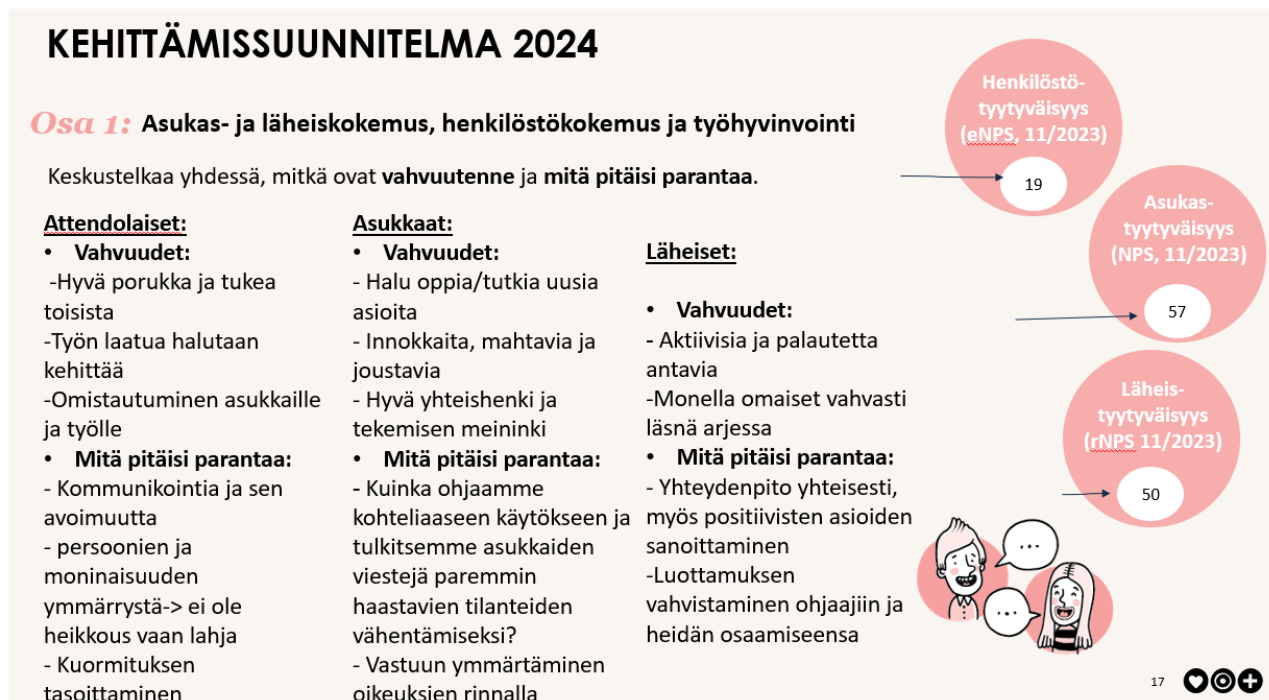 KEHITTÄMISSUUNNITELMA 2024
Osa 1: Asukas- ja läheiskokemus, henkilöstökokemus ja työhyvinvointi
Keskustelkaa yhdessä, mitkä ovat vahvuutenne ja mitä pitäisi parantaa.
Attendolaiset:
• Vahvuudet:
-Hyvä porukka ja tukea
toisista
-Työn laatua halutaan
kehittää
-Omistautuminen asukkaille
ja työlle
• Mitä pitäisi parantaa:
- Kommunikointia ja sen
avoimuutta
- persoonien ja
moninaisuuden
ymmärrystä-> ei ole
heikkous vaan lahja
- Kuormituksen
tasoittaminen
Asukkaat:
• Vahvuudet:
- Halu oppia/tutkia uusia
asioita
- Innokkaita, mahtavia ja
joustavia
- Hyvä yhteishenki ja
tekemisen meininki
• Mitä pitäisi parantaa:
- Kuinka ohjaamme
kohteliaaseen käytökseen ja
tulkitsemme asukkaiden
viestejä paremmin
haastavien tilanteiden
vähentämiseksi?
- Vastuun ymmärtäminen
oikeuksien rinnalla
Läheiset:
• Vahvuudet:
- Aktiivisia ja palautetta
antavia
-Monella omaiset vahvasti
läsnä arjessa
• Mitä pitäisi parantaa:
- Yhteydenpito yhteisesti,
myös positiivisten asioiden
sanoittaminen
-Luottamuksen
vahvistaminen ohjaajiin ja
heidän osaamiseensa
Henkilöstö-
tyytyväisyys
(eNPS, 11/2023)
19
Asukas-
tyytyväisyys
(NPS, 11/2023)
57
Läheis-
tyytyväisyys
(rNPS 11/2023)
50
...
...
17